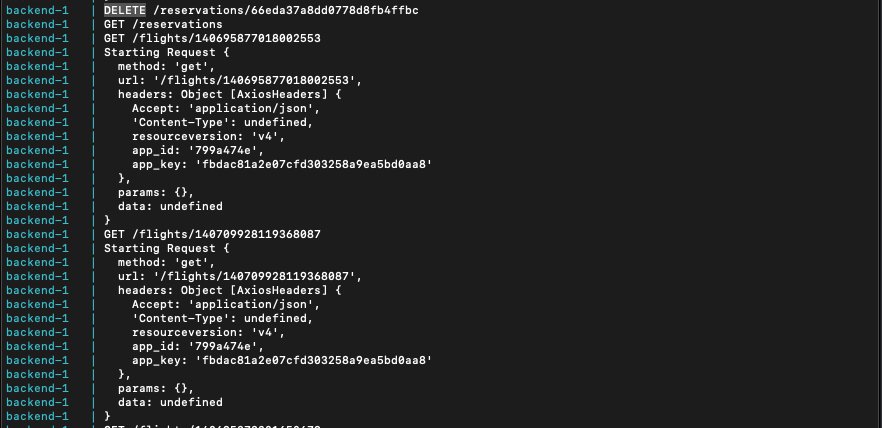 backend-1 | DELETE /reservations/66eda37a8dd0778d8fb4ffbc
backend-1 | GET /reservations
backend-1 | GET /flights/140695877018002553
backend-1 | Starting Request {
backend-1 |   method: 'get',
backend-1 |   url: '/flights/140695877018002553',
backend-1 |   headers: Object [AxiosHeaders] {
backend-1 |     Accept: 'application/json',
backend-1 |     'Content-Type': undefined,
backend-1 |     resourceversion: 'v4',
backend-1 |     app_id: '799a474e',
backend-1 |     app_key: 'fbdac81a2e07cfd303258a9ea5bd0aa8'
backend-1 |   },
backend-1 |   params: {},
backend-1 |   data: undefined
backend-1 | }
backend-1 | GET /flights/140709928119368087
backend-1 | Starting Request {
backend-1 |   method: 'get',
backend-1 |   url: '/flights/140709928119368087',
backend-1 |   headers: Object [AxiosHeaders] {
backend-1 |     Accept: 'application/json',
backend-1 |     'Content-Type': undefined,
backend-1 |     resourceversion: 'v4',
backend-1 |     app_id: '799a474e',
backend-1 |     app_key: 'fbdac81a2e07cfd303258a9ea5bd0aa8'
backend-1 |   },
backend-1 |   params: {},
backend-1 |   data: undefined
backend-1 | }